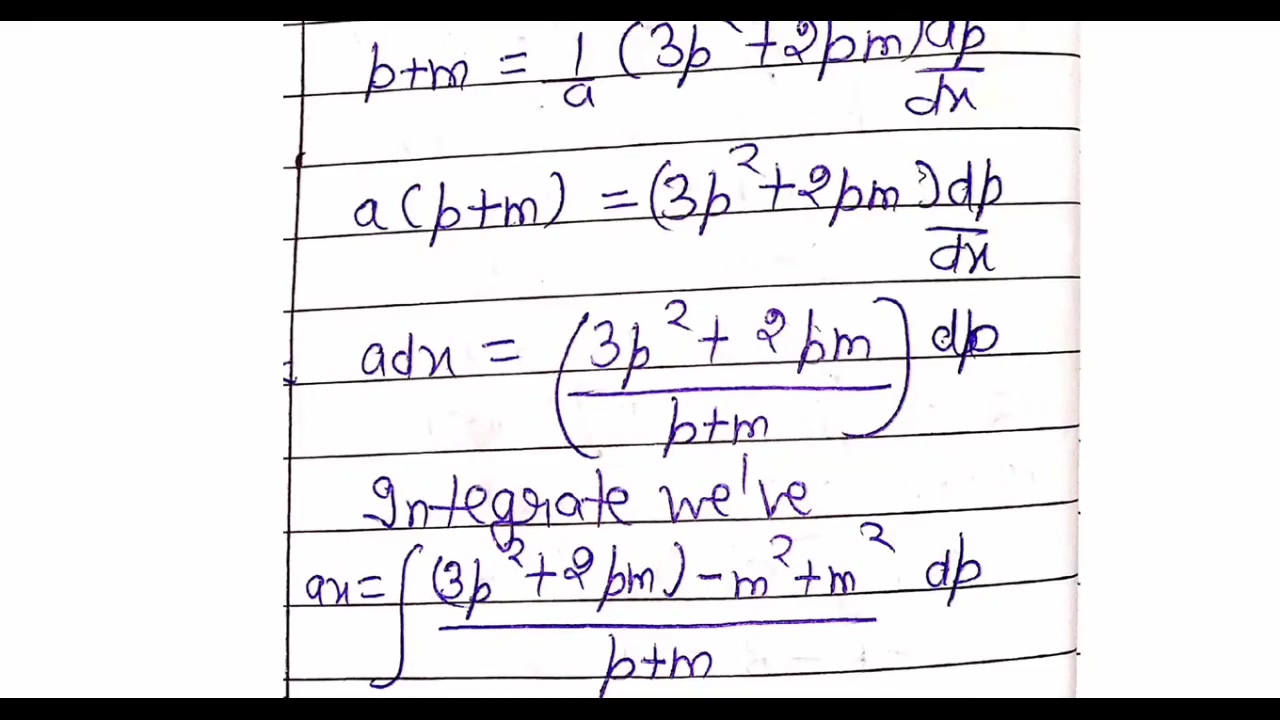 p+m = 1/a (3p²+2pm) dp/dx
a(p+m) = (3p²+2pm) dp/dx
adx = (3p²+2pm / p+m) dp
Integrate we've
ax = ∫ (3p²+2pm)-m²+m² / p+m dp